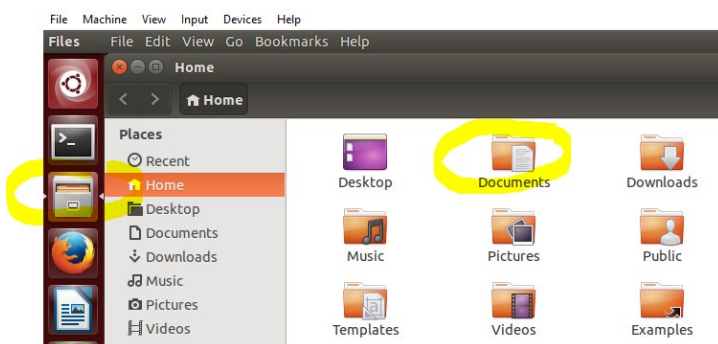 File Machine View Input Devices Help
Files File Edit View Go Bookmarks Help
Home
< > Home
Places
Recent
Home
Desktop
Documents
Downloads
Music
Pictures
Videos
Desktop Documents Downloads
Music Pictures Public
Templates Videos Examples